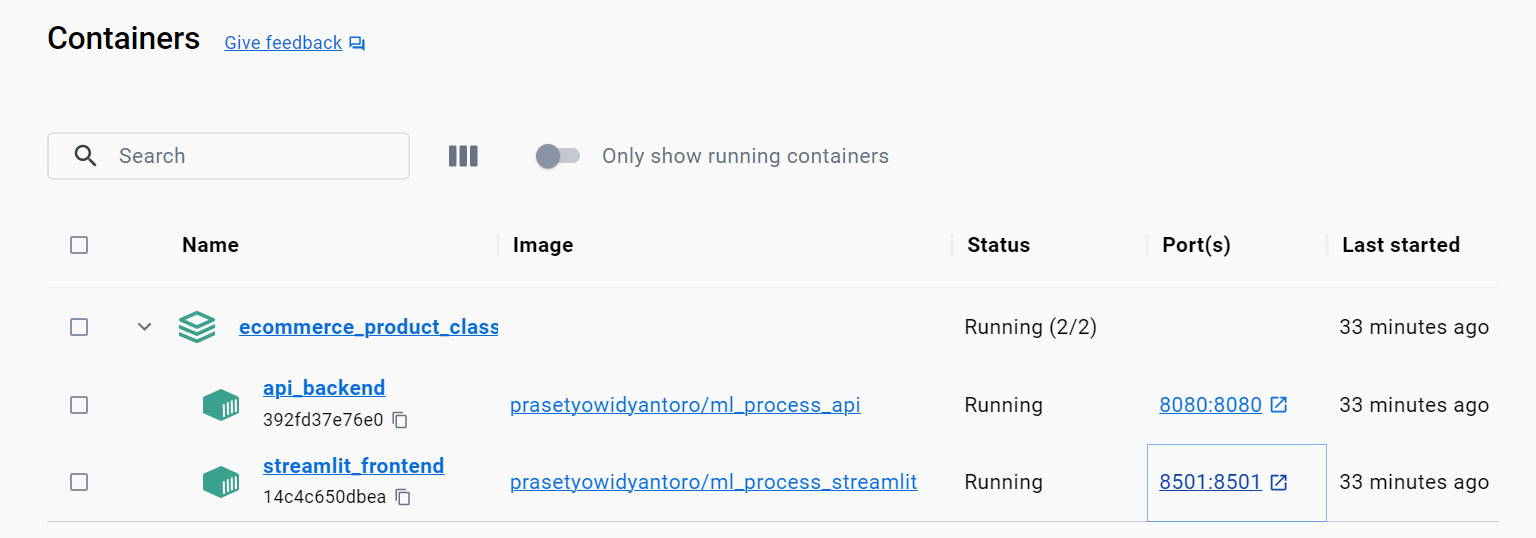 Containers Give feedback
Search Only show running containers
Name Image Status Port(s) Last started
ecommerce_product_class Running (2/2) 33 minutes ago
api_backend
392fd37e76e0 prasetyowidyantoro/ml_process_api Running 8080:8080 33 minutes ago
streamlit_frontend
14c4c650dbea prasetyowidyantoro/ml_process_streamlit Running 8501:8501 33 minutes ago